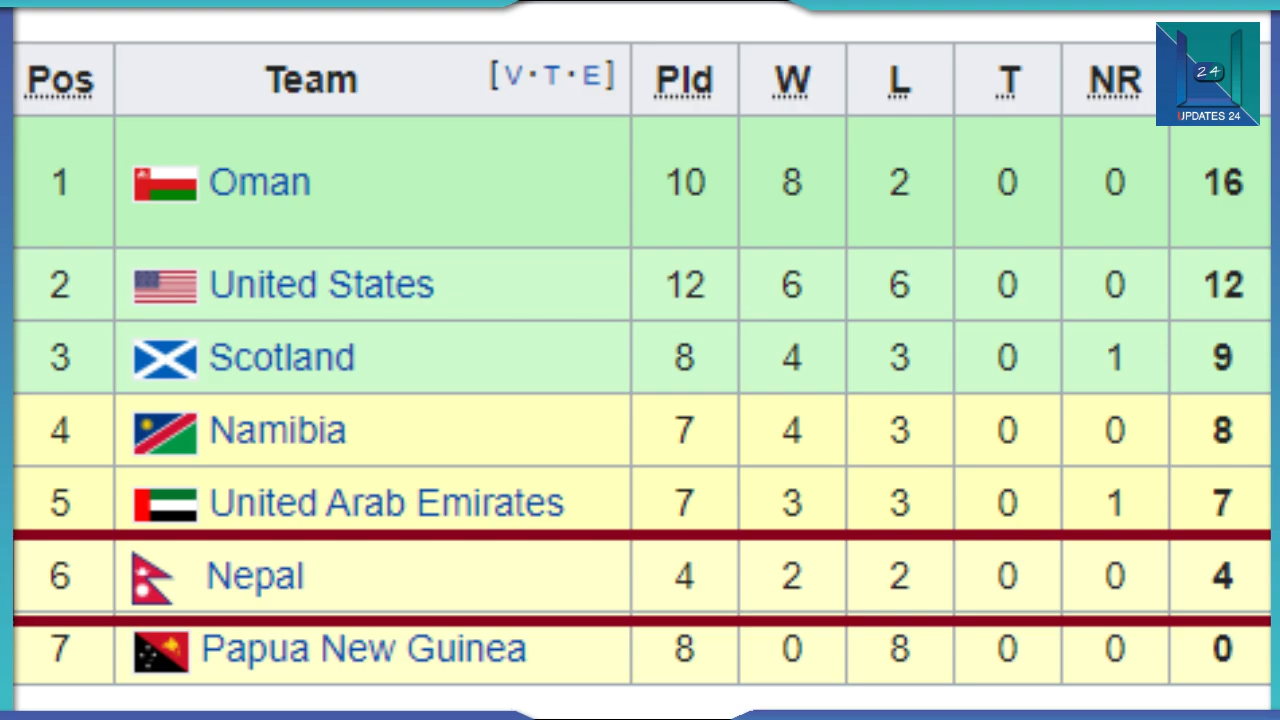 Pos Team [V·T·E] Pld W L T NR
24
UPDATES 24
1 Oman 10 8 2 0 0 16
2 United States 12 6 6 0 0 12
3 Scotland 8 4 3 0 1 9
4 Namibia 7 4 3 0 0 8
5 United Arab Emirates 7 3 3 0 1 7
6 Nepal 4 2 2 0 0 4
7 Papua New Guinea 8 0 8 0 0 0